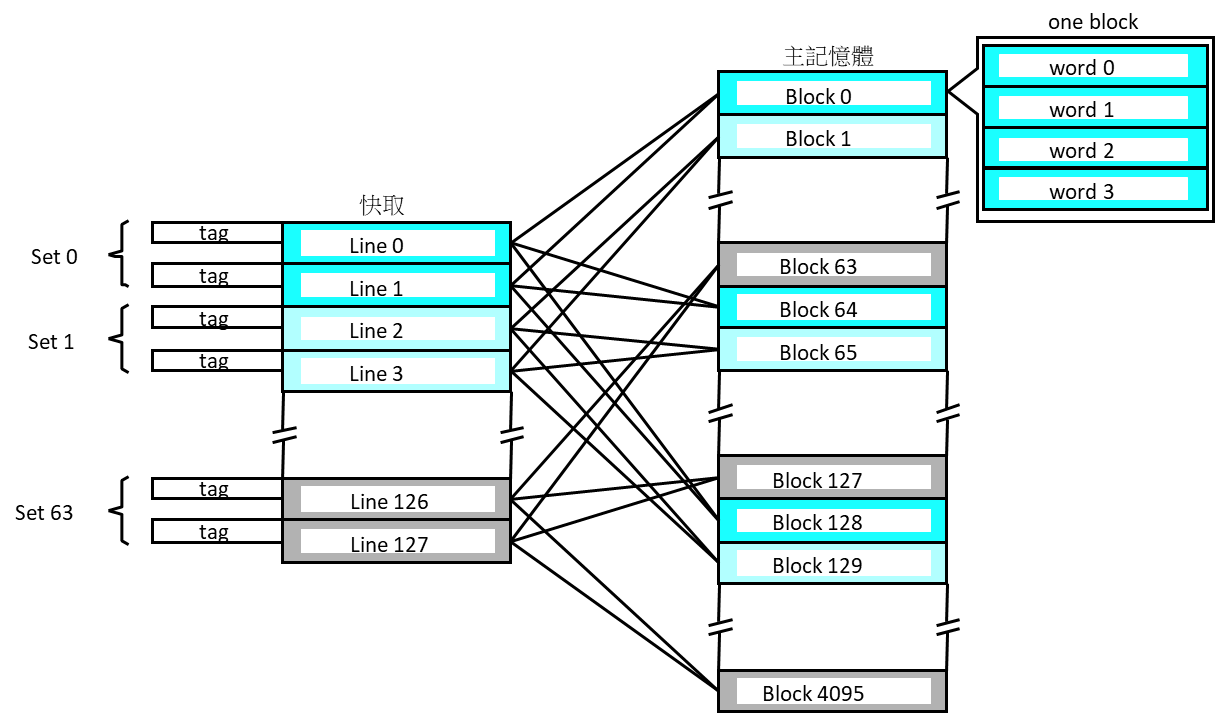 one block
word 0
word 1
word 2
word 3
主記憶體
Block 0
Block 1
Block 63
Block 64
Block 65
Block 127
Block 128
Block 129
Block 4095
快取
Set 0
tag
Line 0
tag
Line 1
Set 1
tag
Line 2
tag
Line 3
Set 63
tag
Line 126
tag
Line 127